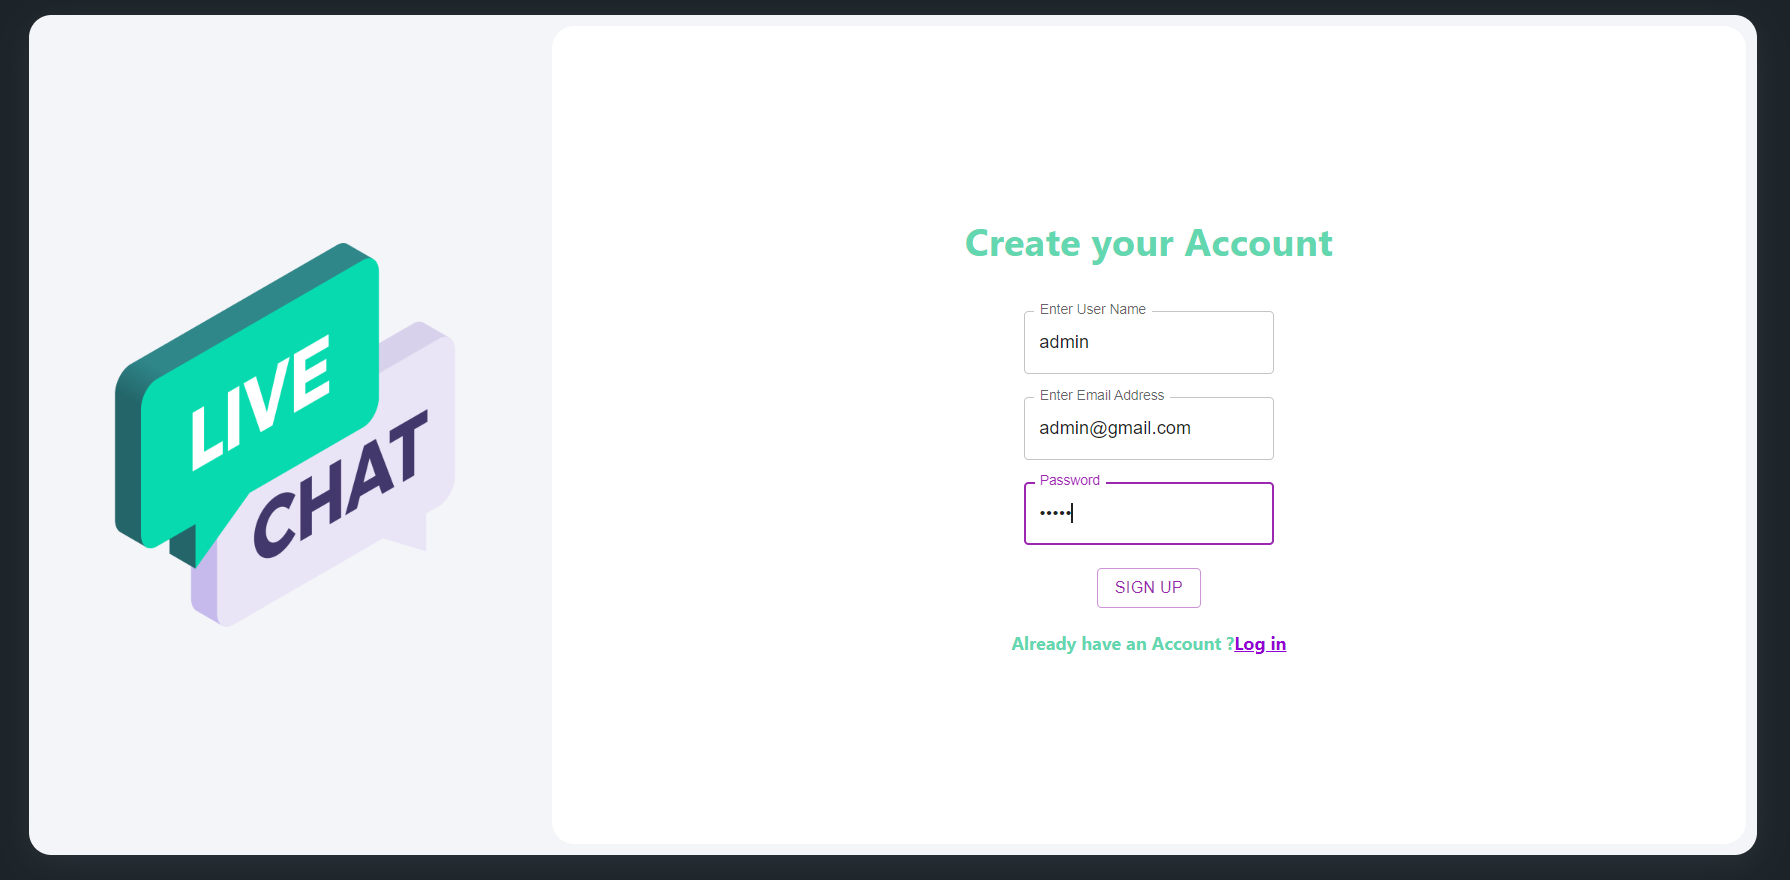 LIVE
CHAT
Create your Account
Enter User Name
admin
Enter Email Address
admin@gmail.com
Password
•••••
SIGN UP
Already have an Account ?Log in